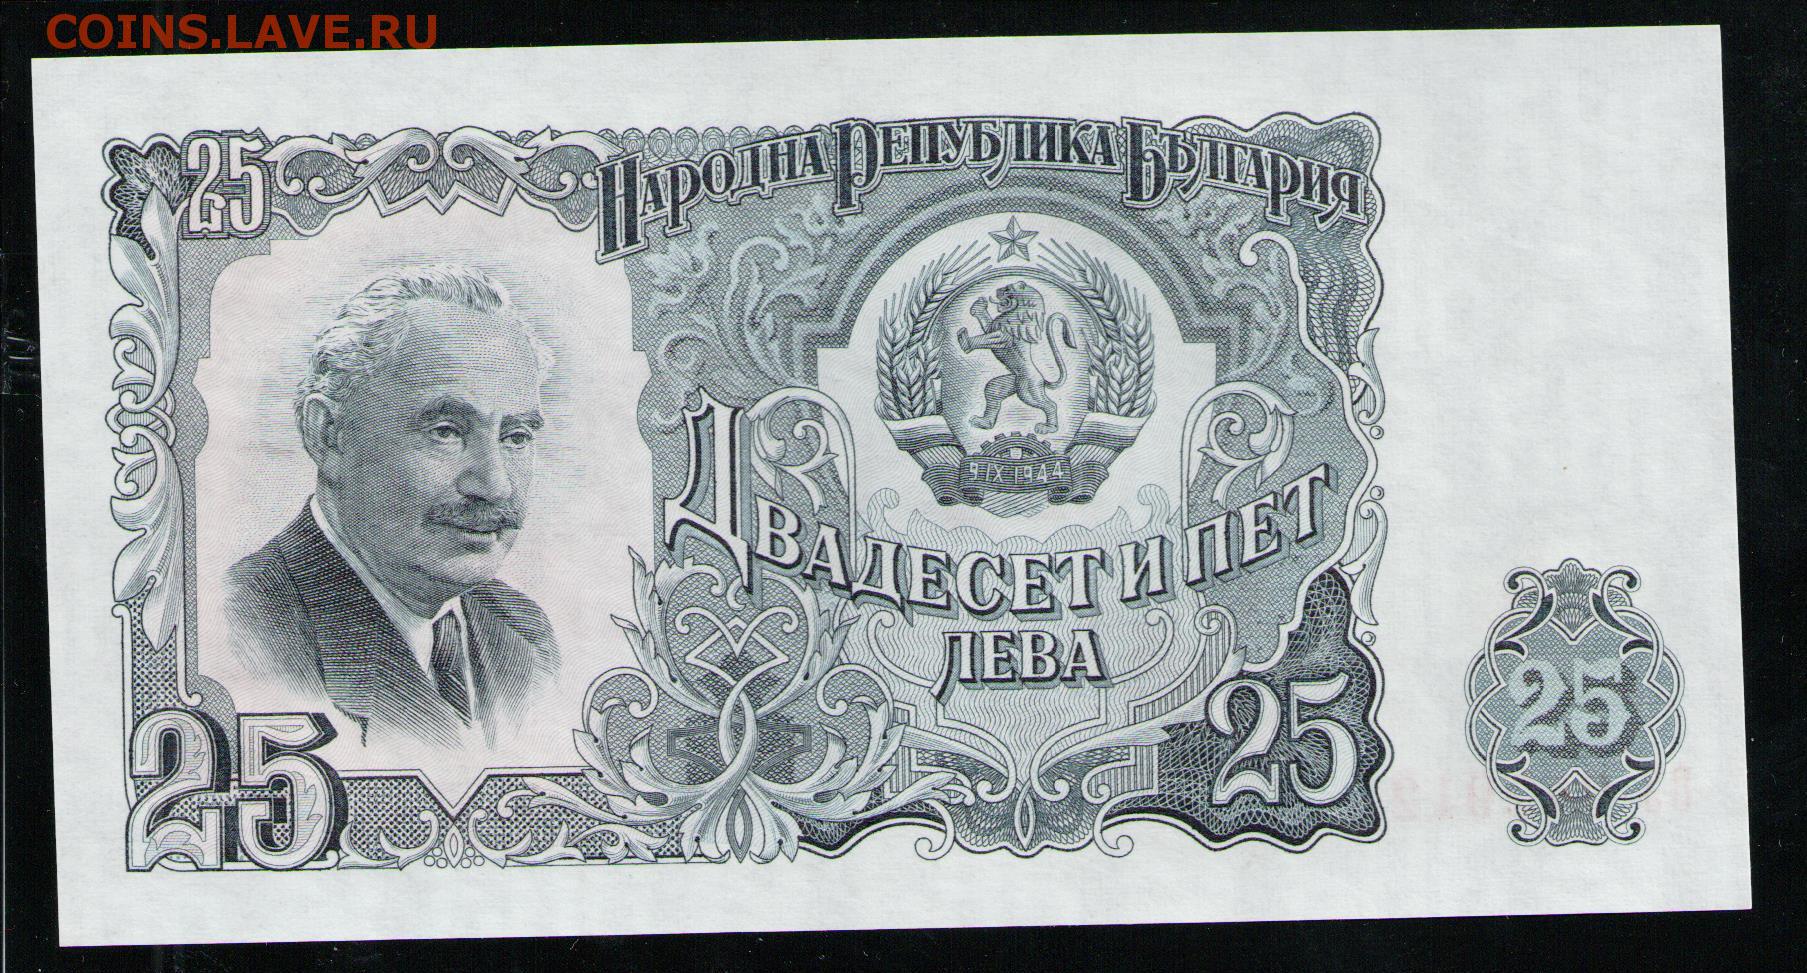 COINS.LAVE.RU
25
НАРОДНА РЕПУБЛИКА БЪЛГАРИЯ
9 IX 1944
ДВАДЕСЕТ И ПЕТ
ЛЕВА
25
25
25